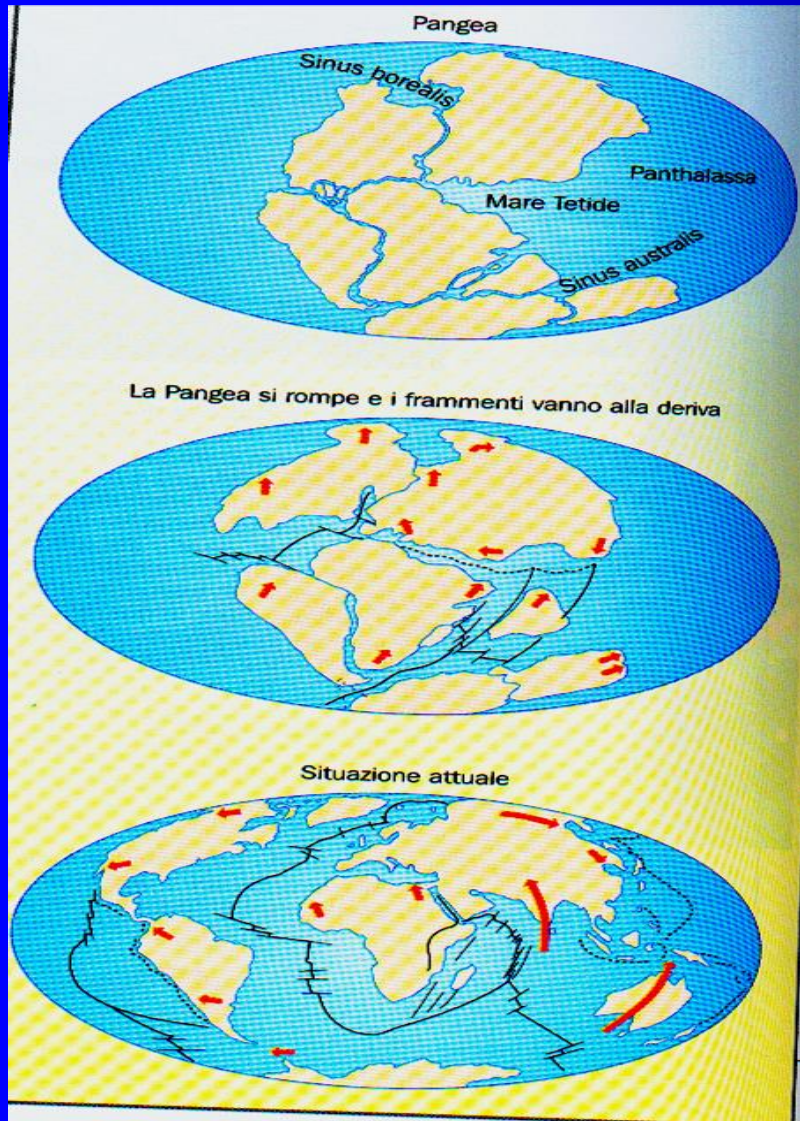 Pangea
Sinus borealis
Panthalassa
Mare Tetide
Sinus australis
La Pangea si rompe e i frammenti vanno alla deriva
Situazione attuale